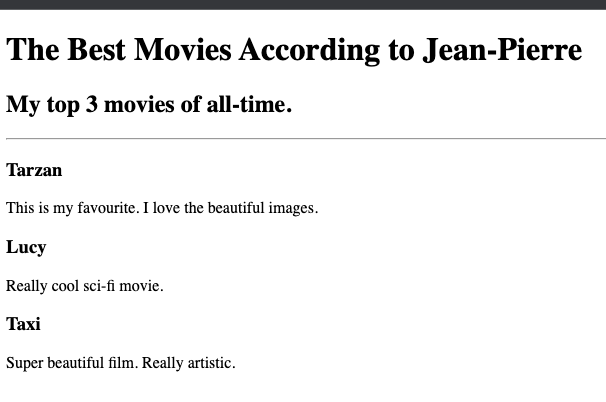 The Best Movies According to Jean-Pierre
My top 3 movies of all-time.
Tarzan
This is my favourite. I love the beautiful images.
Lucy
Really cool sci-fi movie.
Taxi
Super beautiful film. Really artistic.